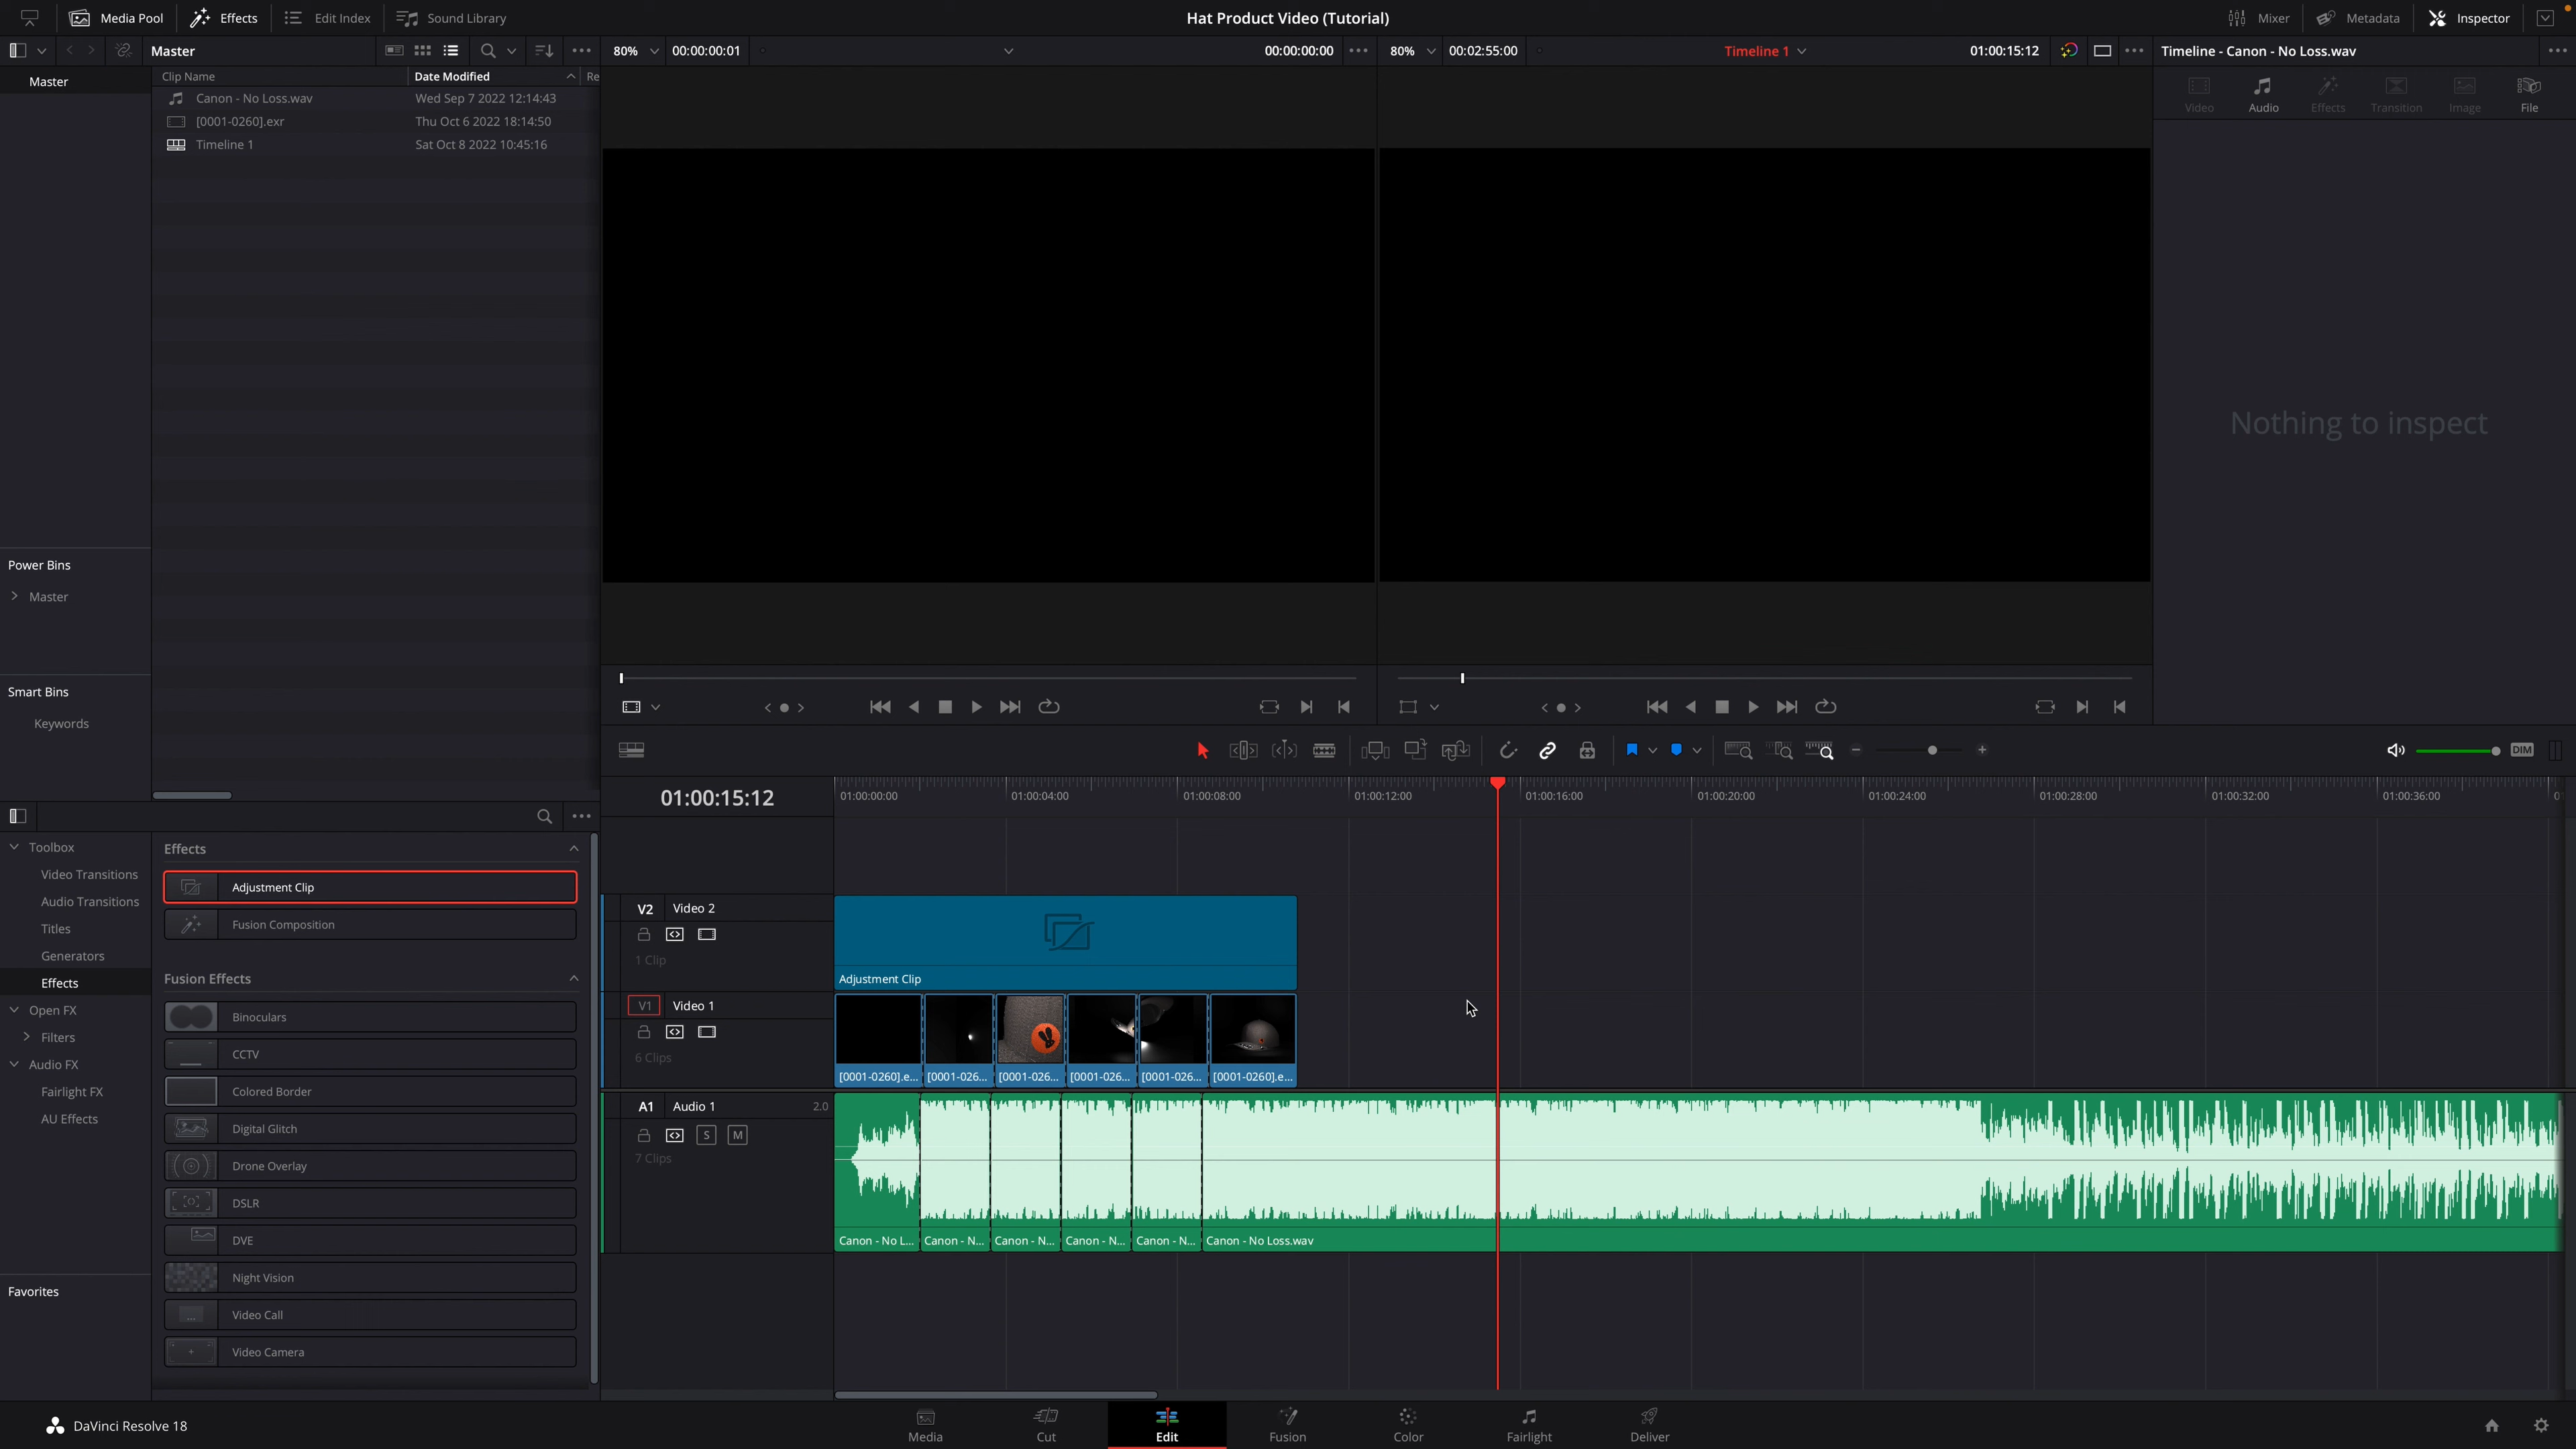 Media Pool Effects Edit Index Sound Library Hat Product Video (Tutorial) Mixer Metadata Inspector
Master 80% 00:00:00:01 00:00:00:00 80% 00:02:55:00 Timeline 1 01:00:15:12 Timeline - Canon - No Loss.wav
Master
Clip Name Date Modified Re
Canon - No Loss.wav Wed Sep 7 2022 12:14:43
[0001-0260].exr Thu Oct 6 2022 18:14:50
Timeline 1 Sat Oct 8 2022 10:45:16
Video Audio Effects Transition Image File
Nothing to inspect
Power Bins
Master
Smart Bins
Keywords
DIM
01:00:15:12
01:00:00:00 01:00:04:00 01:00:08:00 01:00:12:00 01:00:16:00 01:00:20:00 01:00:24:00 01:00:28:00 01:00:32:00 01:00:36:00 0
Toolbox
Video Transitions
Audio Transitions
Titles
Generators
Effects
Open FX
Filters
Audio FX
Fairlight FX
AU Effects
Favorites
Effects
Adjustment Clip
Fusion Composition
Fusion Effects
Binoculars
CCTV
Colored Border
Digital Glitch
Drone Overlay
DSLR
DVE
Night Vision
Video Call
Video Camera
V2 Video 2
1 Clip
Adjustment Clip
V1 Video 1
6 Clips
[0001-0260].e... [0001-026... [0001-026... [0001-026... [0001-026... [0001-0260].e...
A1 Audio 1 2.0
S M
7 Clips
Canon - No L... Canon - N... Canon - N... Canon - N... Canon - N... Canon - No Loss.wav
DaVinci Resolve 18
Media Cut Edit Fusion Color Fairlight Deliver